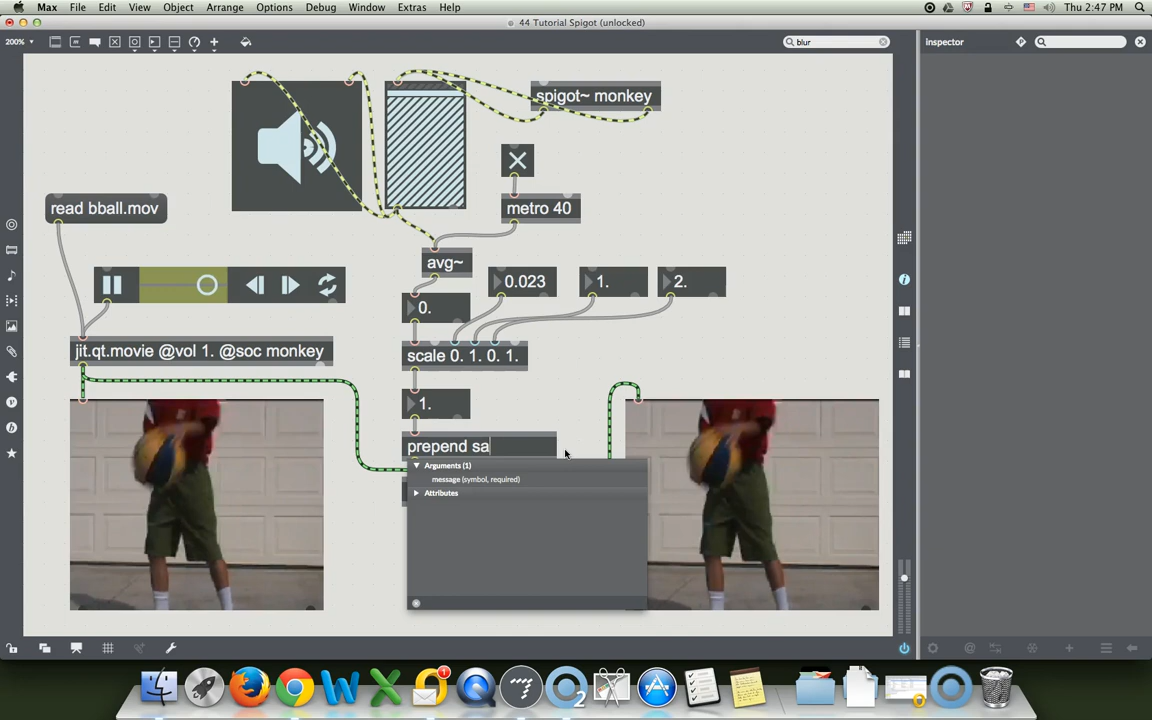 Max File Edit View Object Arrange Options Debug Window Extras Help Thu 2:47 PM
44 Tutorial Spigot (unlocked)
200% blur
inspector
spigot~ monkey
read bball.mov
metro 40
avg~
0.023
1.
2.
0.
jit.qt.movie @vol 1. @soc monkey
scale 0. 1. 0. 1.
1.
prepend sa
Arguments (1)
message (symbol, required)
Attributes
1
2